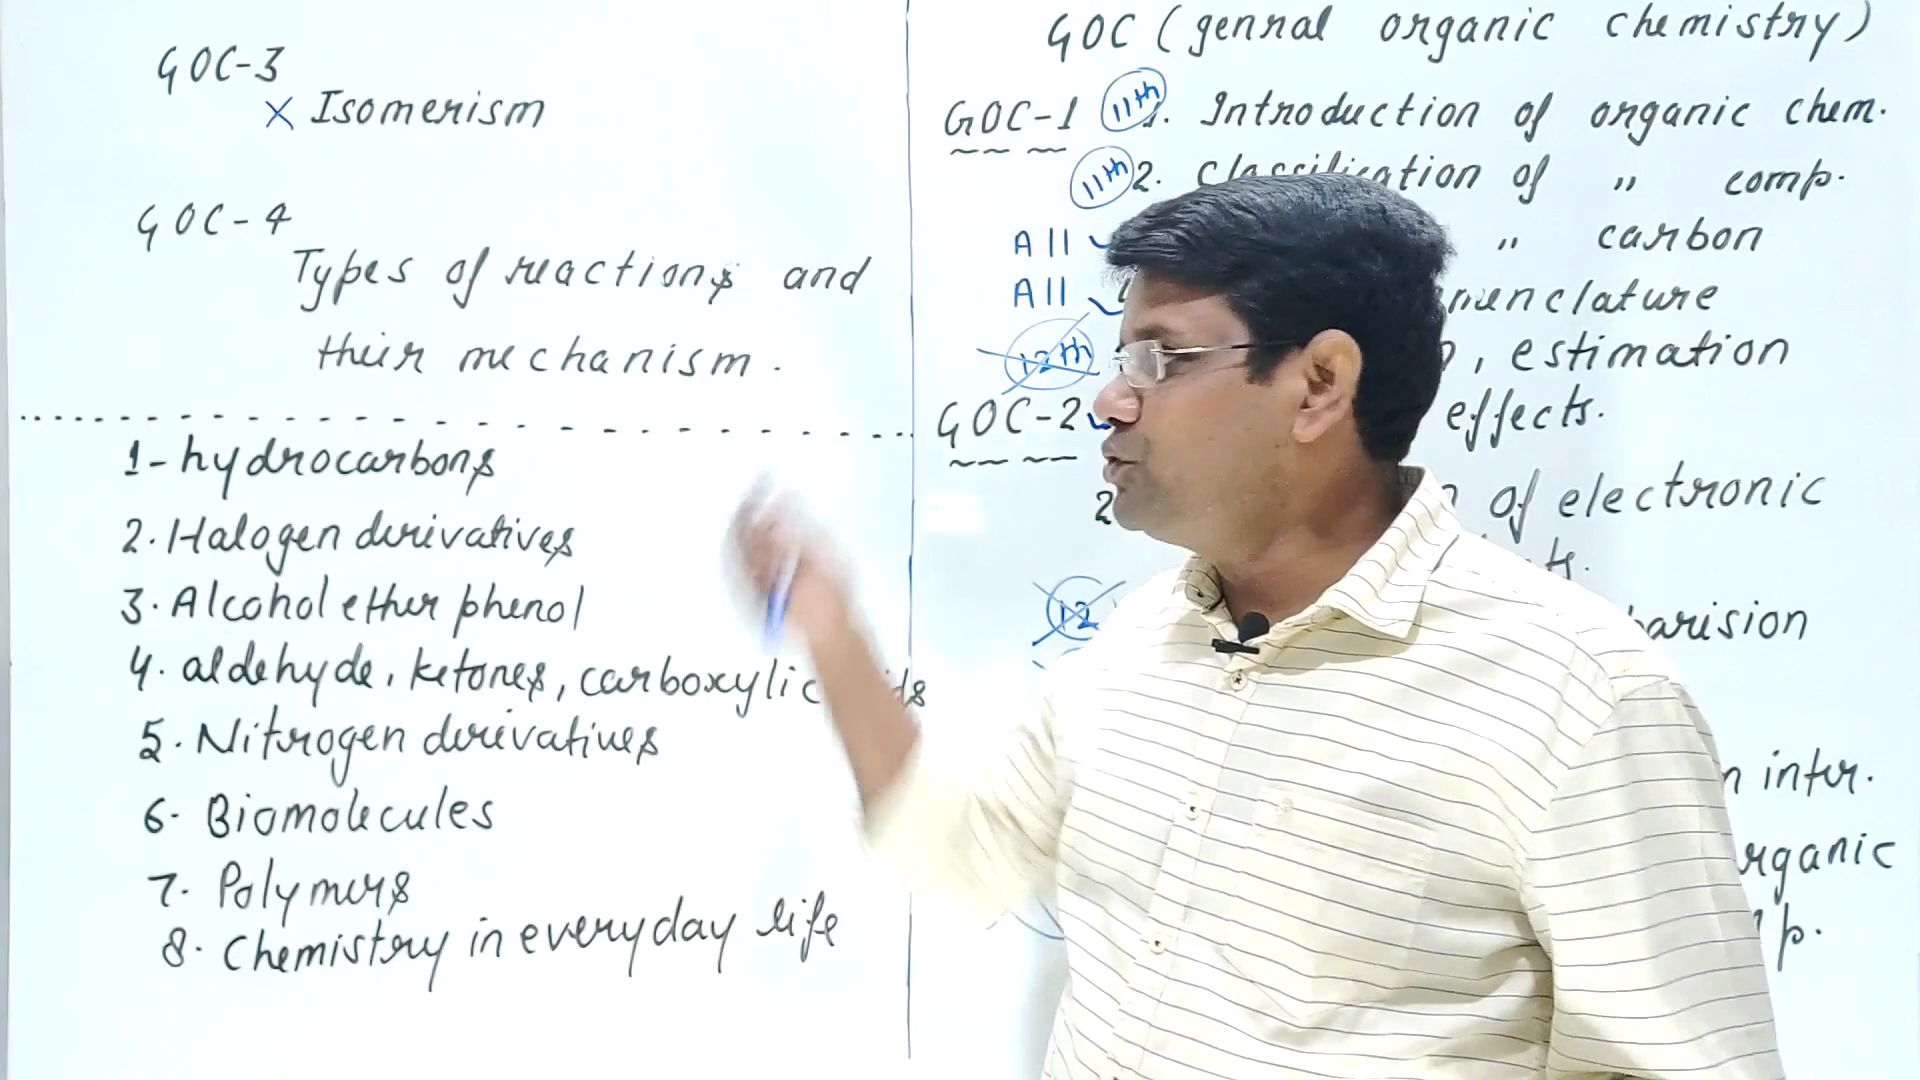 GOC-3
× Isomerism
GOC-4
Types of reactions and
their mechanism.
1- hydrocarbons
2. Halogen derivatives
3. Alcohol ether phenol
4. aldehyde, ketones, carboxylic
5. Nitrogen derivatives
6. Biomolecules
7. Polymers
8. Chemistry in everyday life
GOC (genral organic chemistry)
GOC-1 11th 1. Introduction of organic chem.
11th 2. Classification of " comp.
All " carbon
All
12th , estimation
GOC-2 effects.
2 of electronic
12
inter.